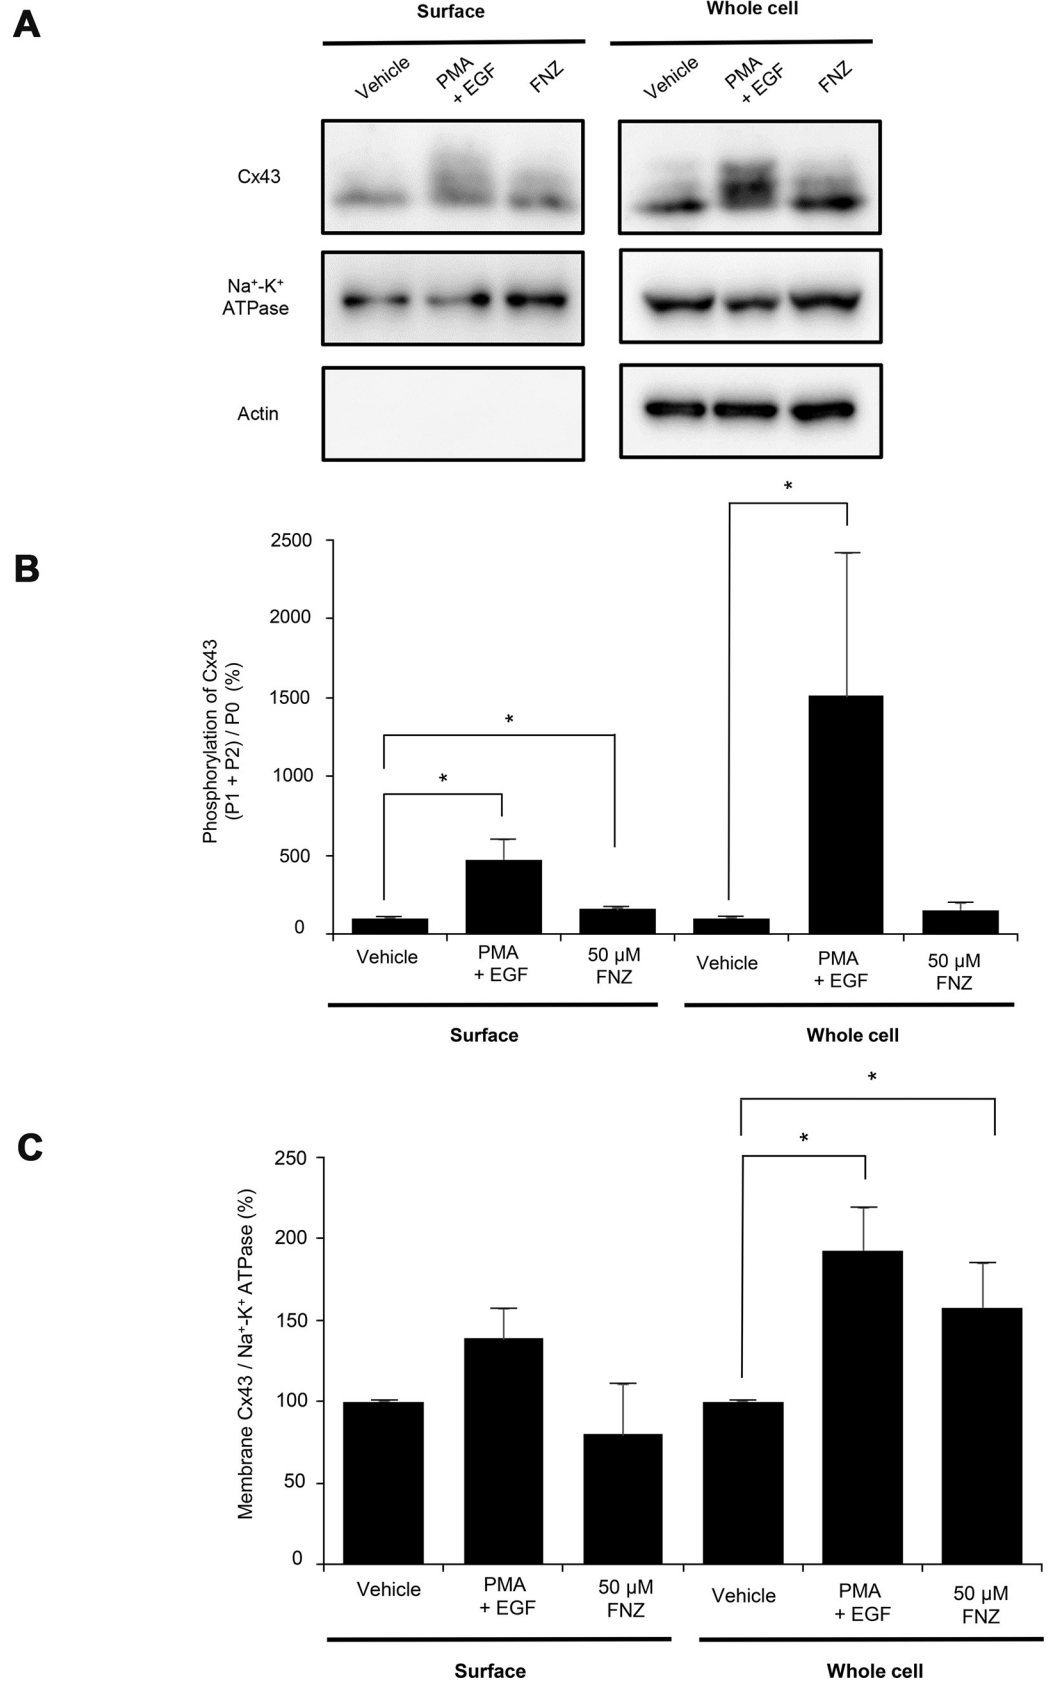 A
Surface
Whole cell
Vehicle
PMA
+ EGF
FNZ
Vehicle
PMA
+ EGF
FNZ
Cx43
Na⁺-K⁺
ATPase
Actin
B
Phosphorylation of Cx43
(P1 + P2) / P0 (%)
2500
2000
1500
1000
500
0
*
*
*
Vehicle
PMA
+ EGF
50 µM
FNZ
Vehicle
PMA
+ EGF
50 µM
FNZ
Surface
Whole cell
C
Membrane Cx43 / Na⁺-K⁺ ATPase (%)
250
200
150
100
50
0
*
*
Vehicle
PMA
+ EGF
50 µM
FNZ
Vehicle
PMA
+ EGF
50 µM
FNZ
Surface
Whole cell